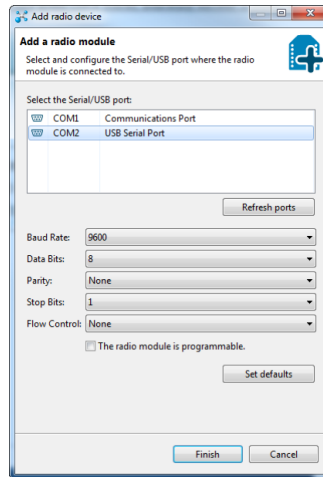 Add radio device
Add a radio module
Select and configure the Serial/USB port where the radio
module is connected to.
Select the Serial/USB port:
COM1 Communications Port
COM2 USB Serial Port
Refresh ports
Baud Rate: 9600
Data Bits: 8
Parity: None
Stop Bits: 1
Flow Control: None
The radio module is programmable.
Set defaults
Finish Cancel